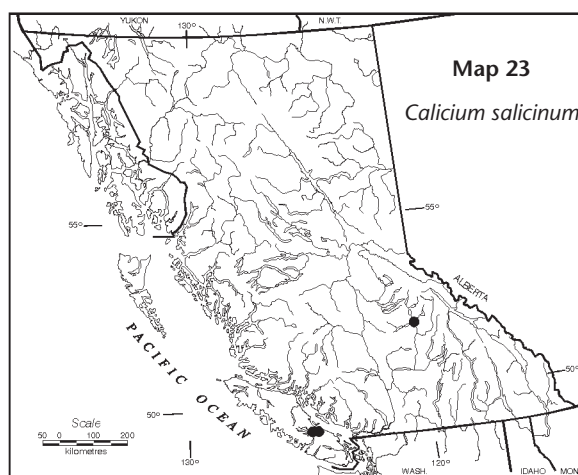 YUKON
130°
N.W.T.
Map 23
Calicium salicinum
55°
55°
ALBERTA
PACIFIC OCEAN
50°
Scale
50 0 100 200
kilometres
50°
130°
120°
WASH.
IDAHO
MON